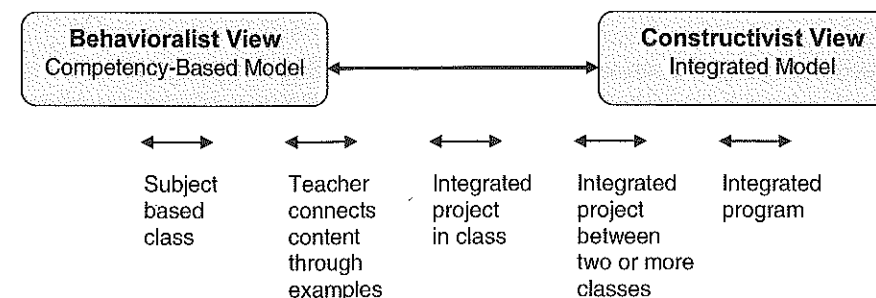 Behavioralist View
Competency-Based Model
Constructivist View
Integrated Model
Subject
based
class
Teacher
connects
content
through
examples
Integrated
project
in class
Integrated
project
between
two or more
classes
Integrated
program